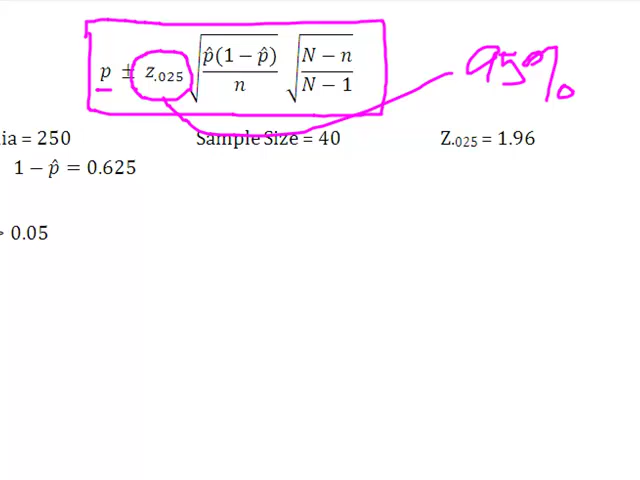 p ± z.025 √(p̂(1 − p̂)/n) √((N − n)/(N − 1))
95%
ia = 250 Sample Size = 40 Z.025 = 1.96
1 − p̂ = 0.625
> 0.05